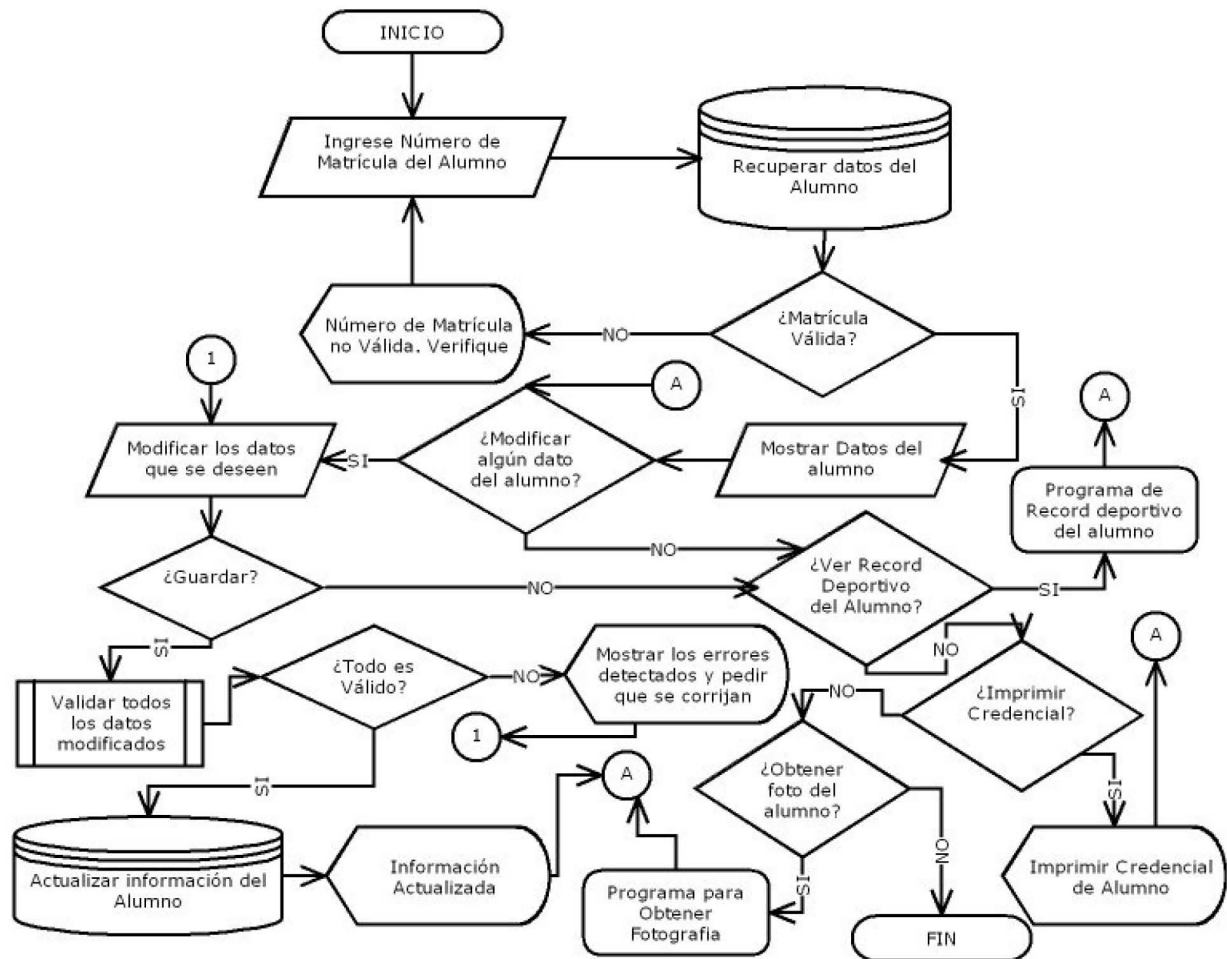 INICIO
Ingrese Número de
Matrícula del Alumno
Recuperar datos del
Alumno
¿Matrícula
Válida?
NO
Número de Matrícula
no Válida. Verifique
SI
1
A
A
Modificar los datos
que se deseen
SI
¿Modificar
algún dato
del alumno?
Mostrar Datos del
alumno
Programa de
Record deportivo
del alumno
NO
¿Guardar?
NO
¿Ver Record
Deportivo
del Alumno?
SI
A
SI
NO
Validar todos
los datos
modificados
¿Todo es
Válido?
NO
Mostrar los errores
detectados y pedir
que se corrijan
NO
¿Imprimir
Credencial?
1
SI
A
¿Obtener
foto del
alumno?
SI
Actualizar información del
Alumno
Información
Actualizada
Programa para
Obtener
Fotografia
SI
NO
FIN
Imprimir Credencial
de Alumno